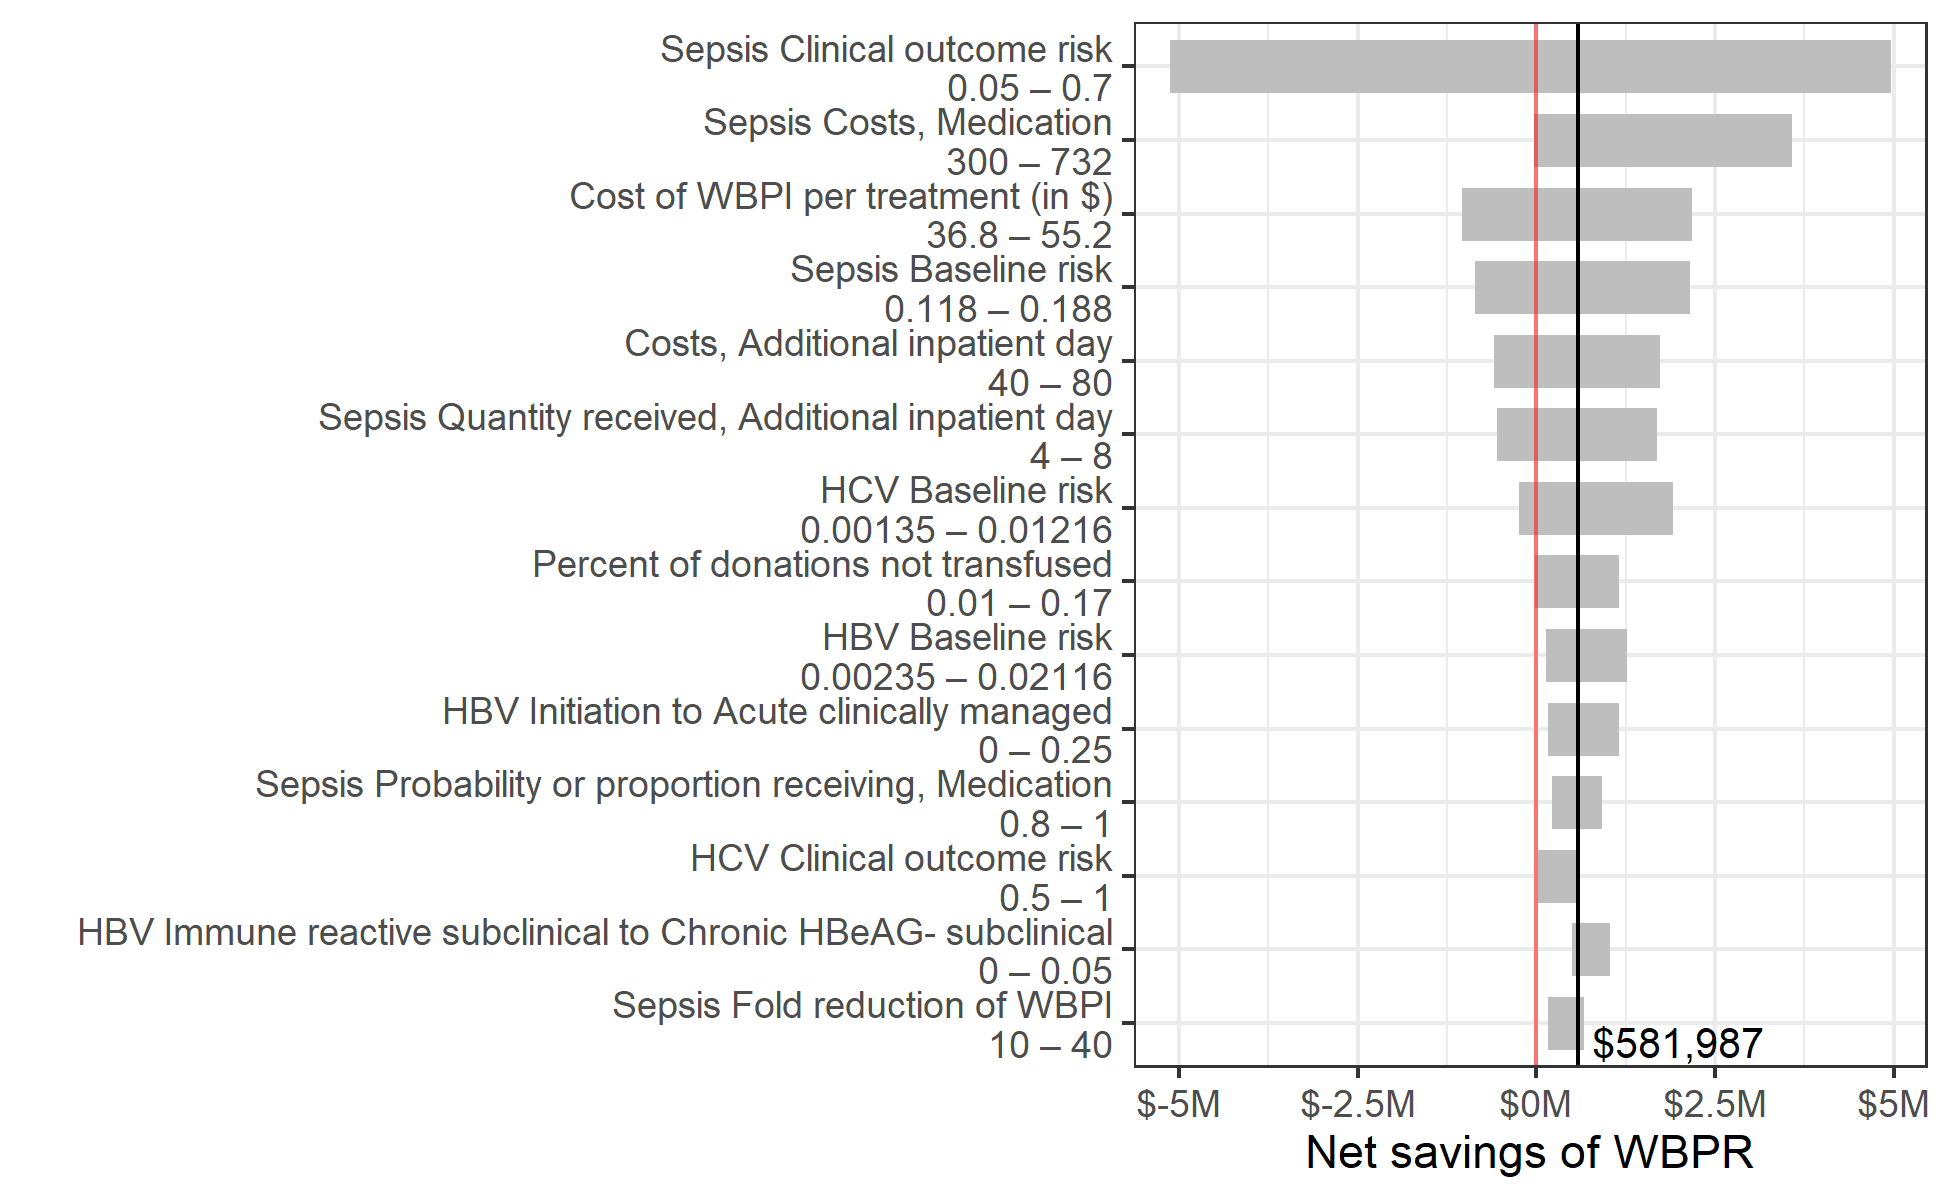 Sepsis Clinical outcome risk
0.05 – 0.7
Sepsis Costs, Medication
300 – 732
Cost of WBPI per treatment (in $)
36.8 – 55.2
Sepsis Baseline risk
0.118 – 0.188
Costs, Additional inpatient day
40 – 80
Sepsis Quantity received, Additional inpatient day
4 – 8
HCV Baseline risk
0.00135 – 0.01216
Percent of donations not transfused
0.01 – 0.17
HBV Baseline risk
0.00235 – 0.02116
HBV Initiation to Acute clinically managed
0 – 0.25
Sepsis Probability or proportion receiving, Medication
0.8 – 1
HCV Clinical outcome risk
0.5 – 1
HBV Immune reactive subclinical to Chronic HBeAG- subclinical
0 – 0.05
Sepsis Fold reduction of WBPI
10 – 40
$581,987
$-5M $-2.5M $0M $2.5M $5M
Net savings of WBPR